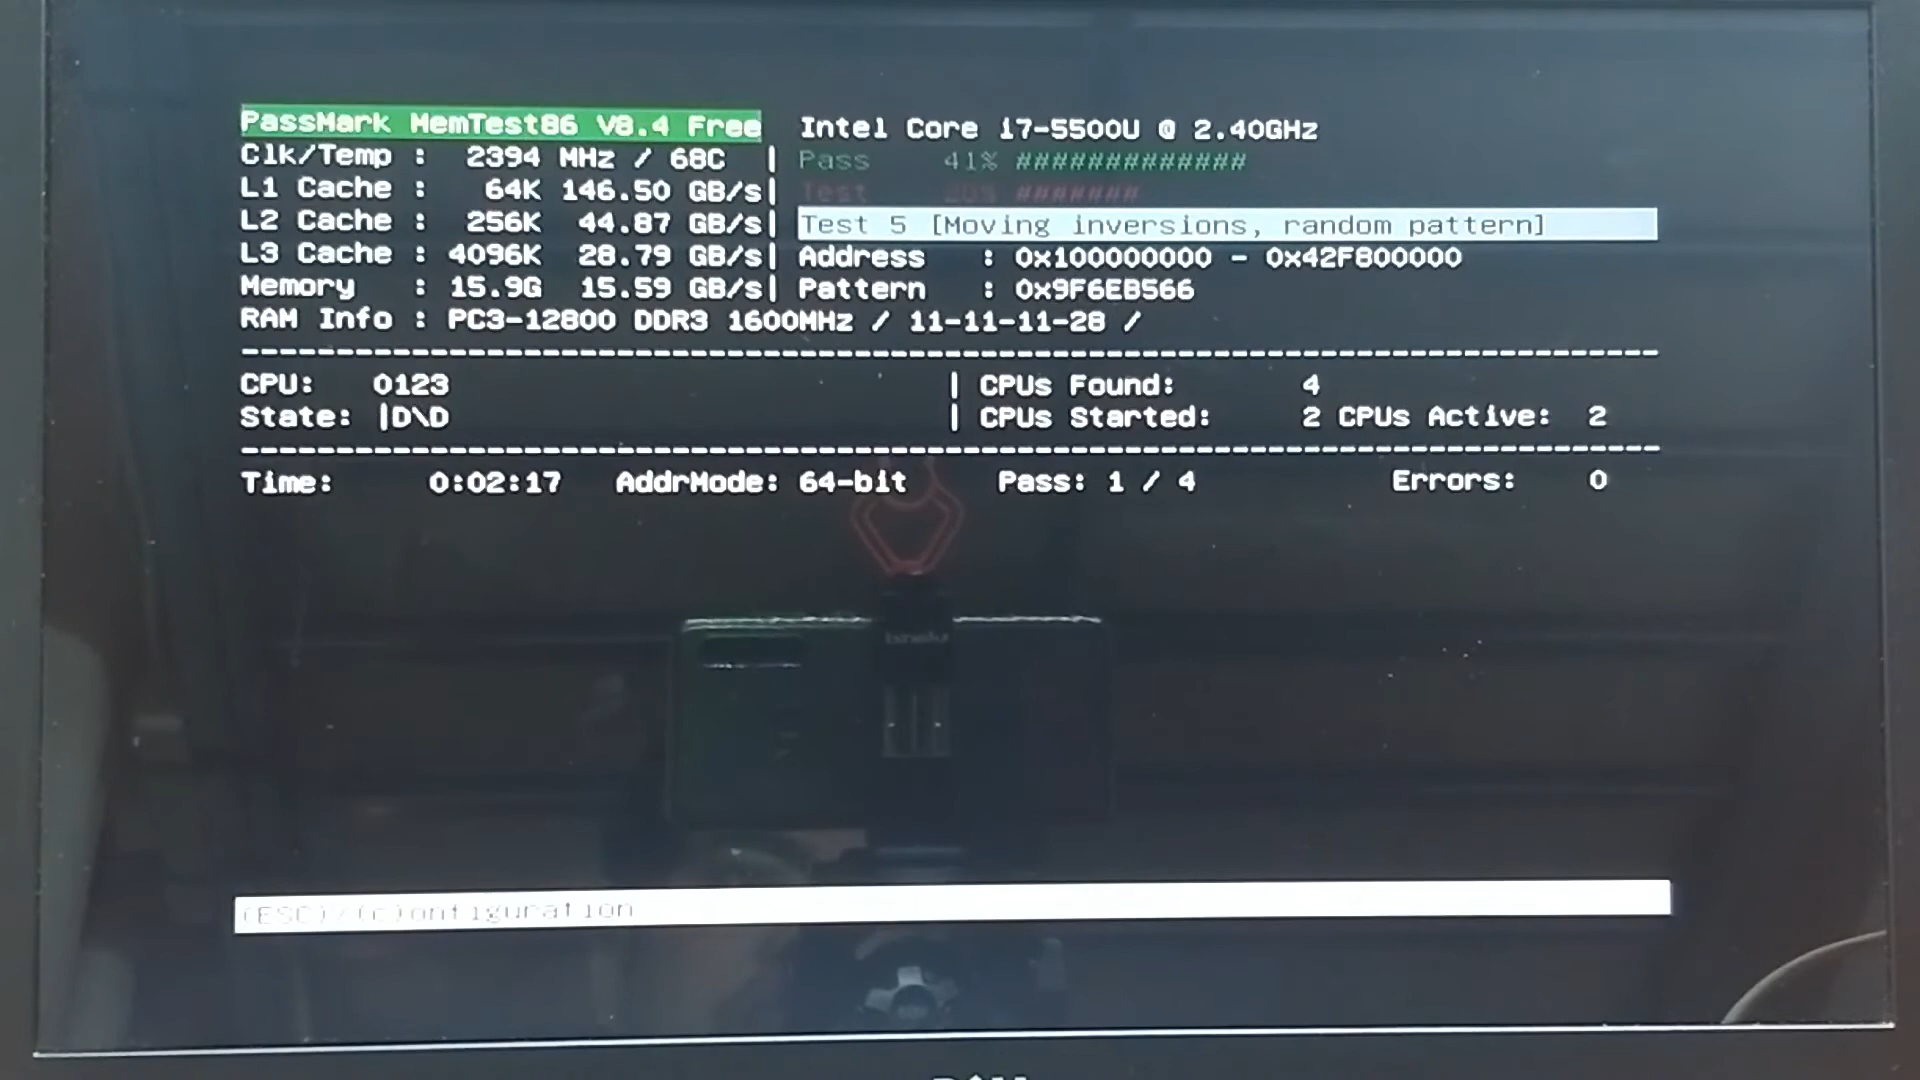 PassMark MemTest86 V8.4 Free Intel Core i7-5500U @ 2.40GHz
Clk/Temp : 2394 MHz / 68C | Pass 41% #############
L1 Cache : 64K 146.50 GB/s| Test #######
L2 Cache : 256K 44.87 GB/s| Test 5 [Moving inversions, random pattern]
L3 Cache : 4096K 28.79 GB/s| Address : 0x100000000 - 0x42F800000
Memory : 15.9G 15.59 GB/s| Pattern : 0x9F6EB566
RAM Info : PC3-12800 DDR3 1600MHz / 11-11-11-28 /
CPU: 0123 | CPUs Found: 4
State: |D\D | CPUs Started: 2 CPUs Active: 2
Time: 0:02:17 AddrMode: 64-bit Pass: 1 / 4 Errors: 0
(ESC)/(c)onfiguration